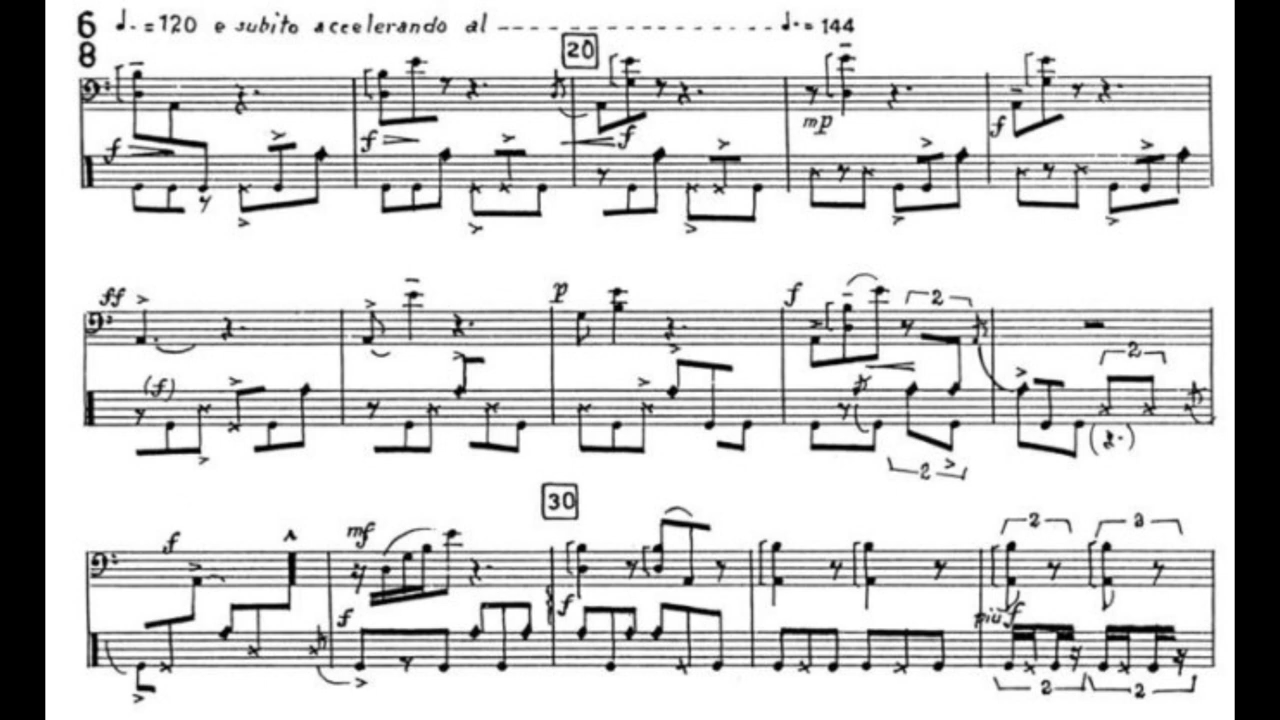 6 ♩. = 120 e subito accelerando al ---------- ♩. = 144
8
20
f f f mp f
ff p f 2
(f) 2
(𝄽.)
2
30
f mf 2 2
f f più f
2 2